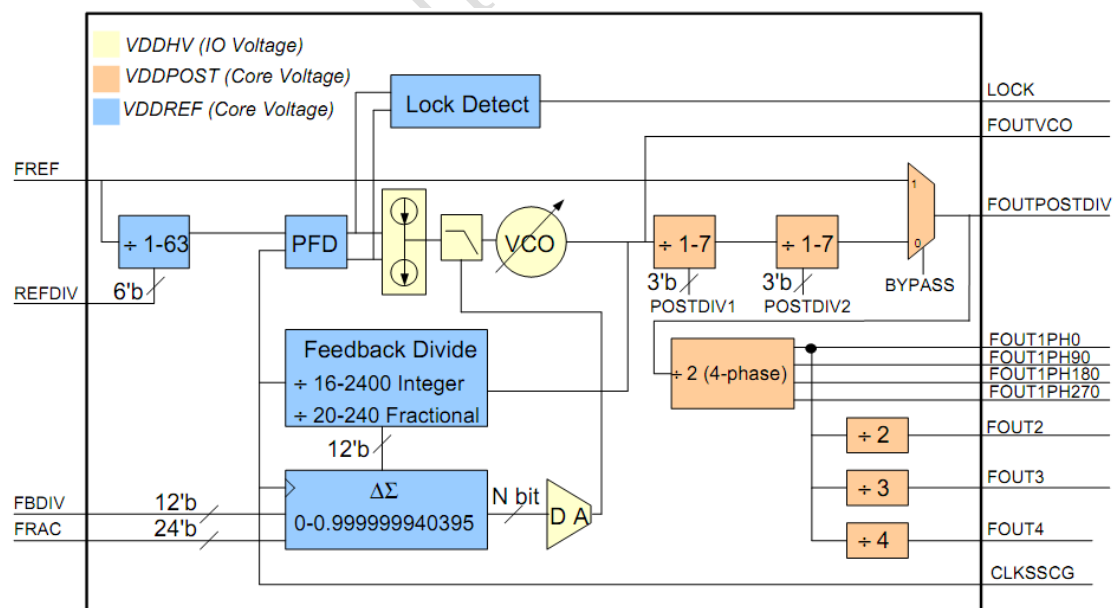 VDDHV (IO Voltage)
VDDPOST (Core Voltage)
VDDREF (Core Voltage)
Lock Detect
LOCK
FOUTVCO
FREF
1
FOUTPOSTDIV
÷ 1-63
PFD
VCO
÷ 1-7
÷ 1-7
0
REFDIV
6'b
3'b
POSTDIV1
3'b
POSTDIV2
BYPASS
Feedback Divide
÷ 16-2400 Integer
÷ 20-240 Fractional
÷ 2 (4-phase)
FOUT1PH0
FOUT1PH90
FOUT1PH180
FOUT1PH270
12'b
÷ 2
FOUT2
FBDIV
12'b
ΔΣ
N bit
D A
÷ 3
FOUT3
FRAC
24'b
0-0.999999940395
÷ 4
FOUT4
CLKSSCG